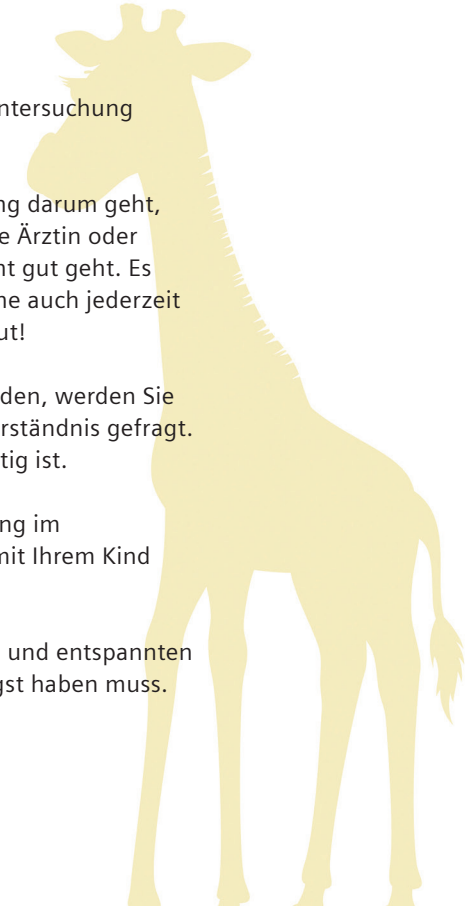 ntersuchung
ng darum geht,
e Ärztin oder
nt gut geht. Es
ne auch jederzeit
ut!
den, werden Sie
rständnis gefragt.
tig ist.
ng im
mit Ihrem Kind
und entspannten
gst haben muss.